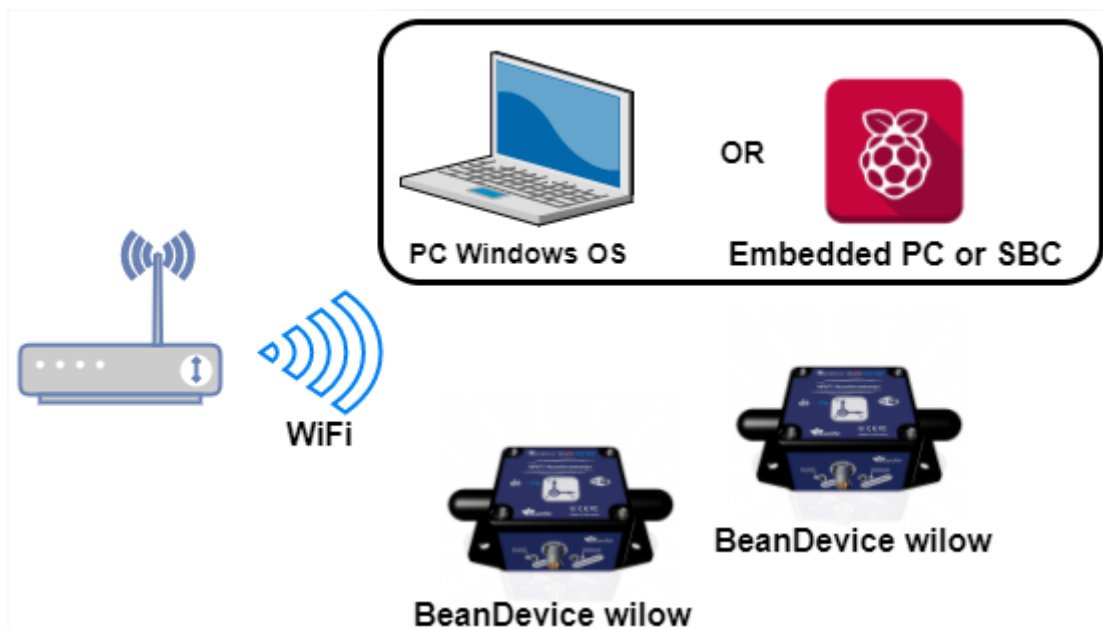 OR
PC Windows OS
Embedded PC or SBC
WiFi
BeanDevice wilow
BeanDevice wilow